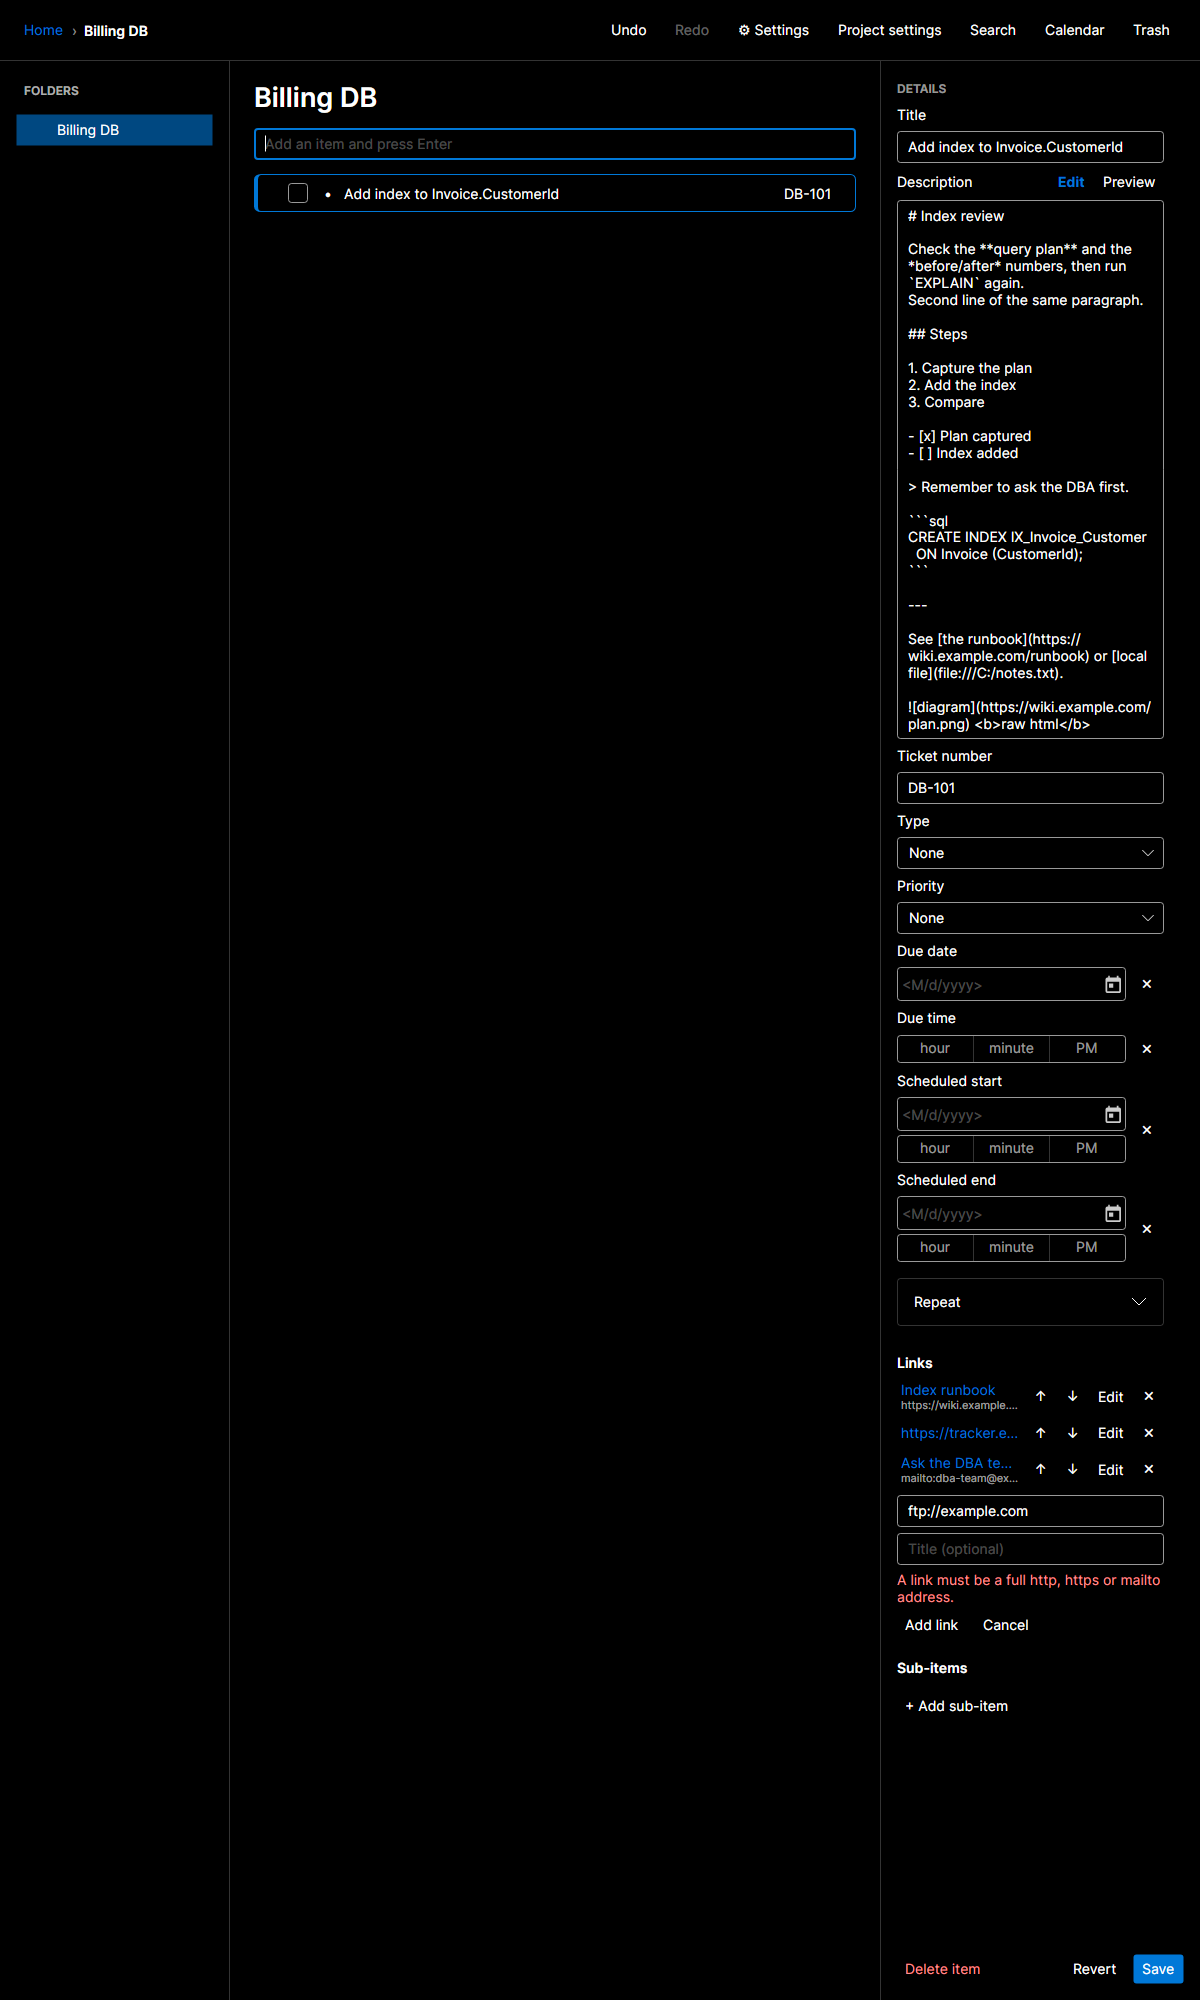 Home › Billing DB
Undo Redo ⚙ Settings Project settings Search Calendar Trash
FOLDERS
Billing DB
Billing DB
Add an item and press Enter
• Add index to Invoice.CustomerId DB-101
DETAILS
Title
Add index to Invoice.CustomerId
Description Edit Preview
# Index review
Check the **query plan** and the
*before/after* numbers, then run
`EXPLAIN` again.
Second line of the same paragraph.
## Steps
1. Capture the plan
2. Add the index
3. Compare
- [x] Plan captured
- [ ] Index added
> Remember to ask the DBA first.
```sql
CREATE INDEX IX_Invoice_Customer
ON Invoice (CustomerId);
```
---
See [the runbook](https://
wiki.example.com/runbook) or [local
file](file:///C:/notes.txt).
![diagram](https://wiki.example.com/
plan.png) <b>raw html</b>
Ticket number
DB-101
Type
None
Priority
None
Due date
<M/d/yyyy> ×
Due time
hour minute PM ×
Scheduled start
<M/d/yyyy>
×
hour minute PM
Scheduled end
<M/d/yyyy>
×
hour minute PM
Repeat
Links
Index runbook
https://wiki.example.... ↑ ↓ Edit ×
https://tracker.e... ↑ ↓ Edit ×
Ask the DBA te...
mailto:dba-team@ex... ↑ ↓ Edit ×
ftp://example.com
Title (optional)
A link must be a full http, https or mailto
address.
Add link Cancel
Sub-items
+ Add sub-item
Delete item Revert Save